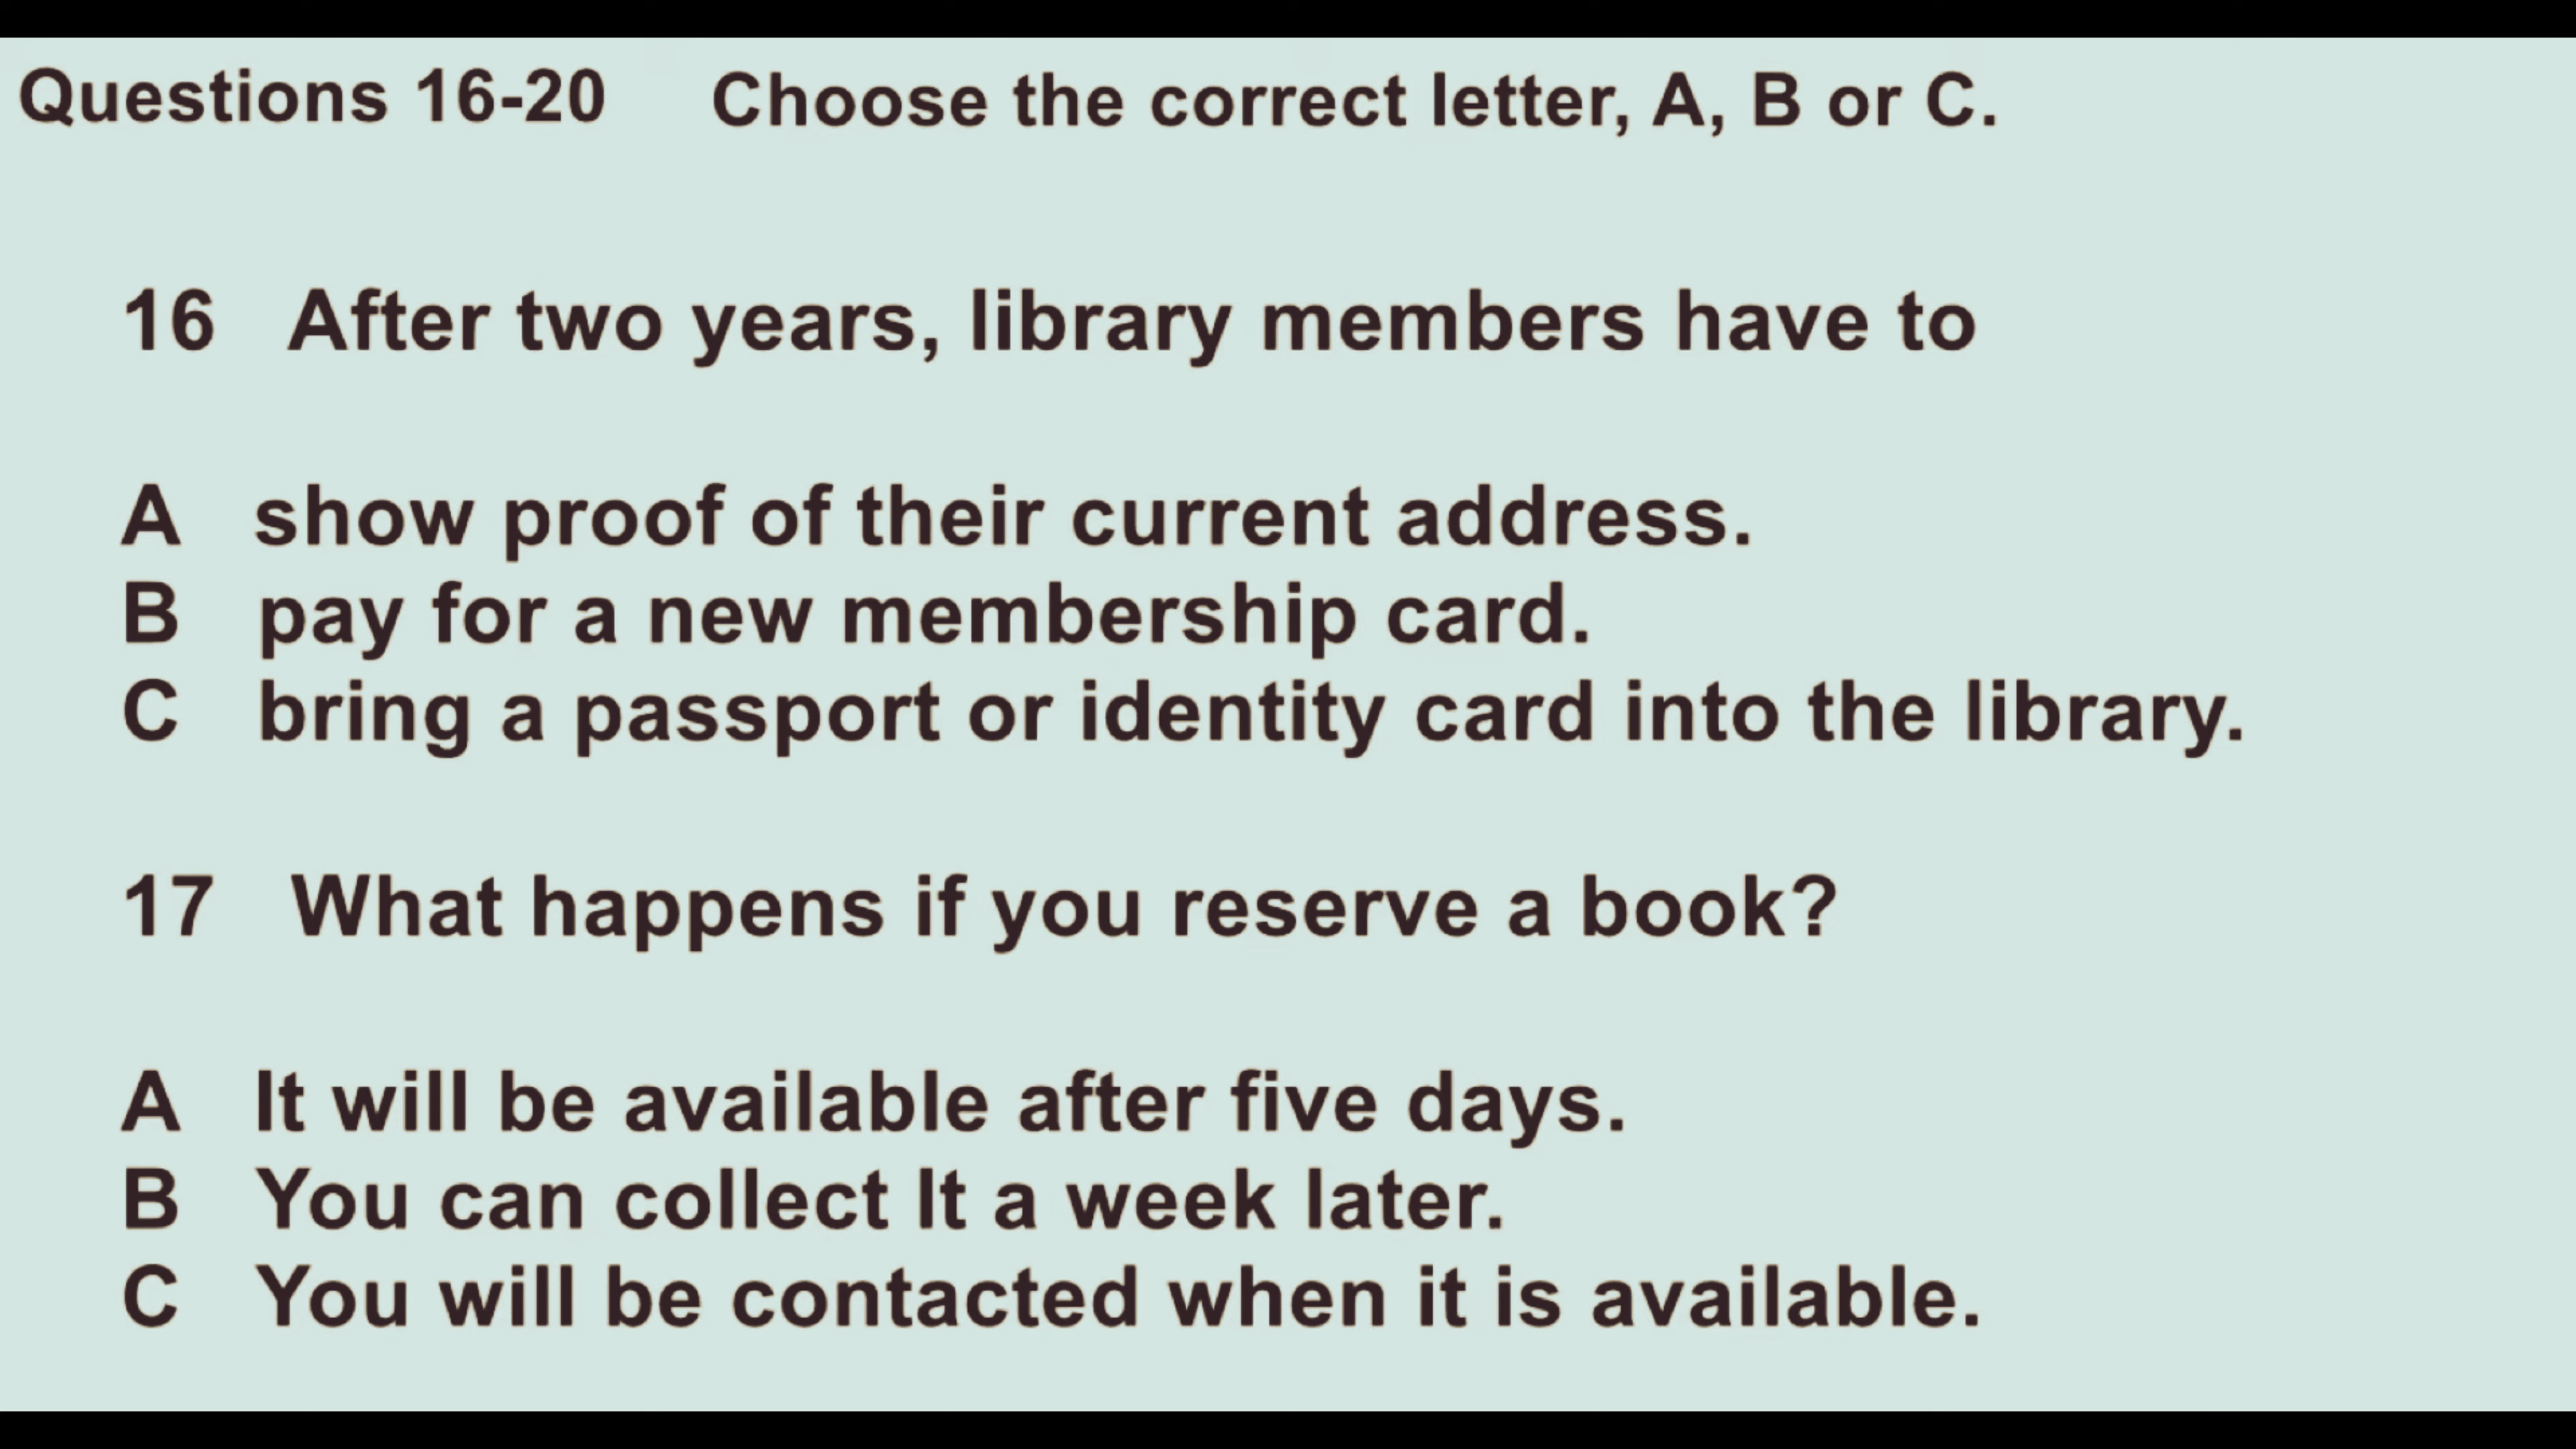 Questions 16-20 Choose the correct letter, A, B or C.
16 After two years, library members have to
A show proof of their current address.
B pay for a new membership card.
C bring a passport or identity card into the library.
17 What happens if you reserve a book?
A It will be available after five days.
B You can collect It a week later.
C You will be contacted when it is available.